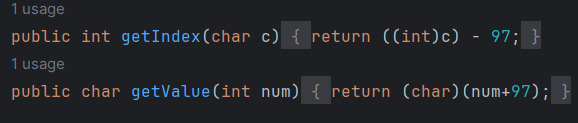 1 usage
public int getIndex(char c) { return ((int)c) - 97; }
1 usage
public char getValue(int num) { return (char)(num+97); }